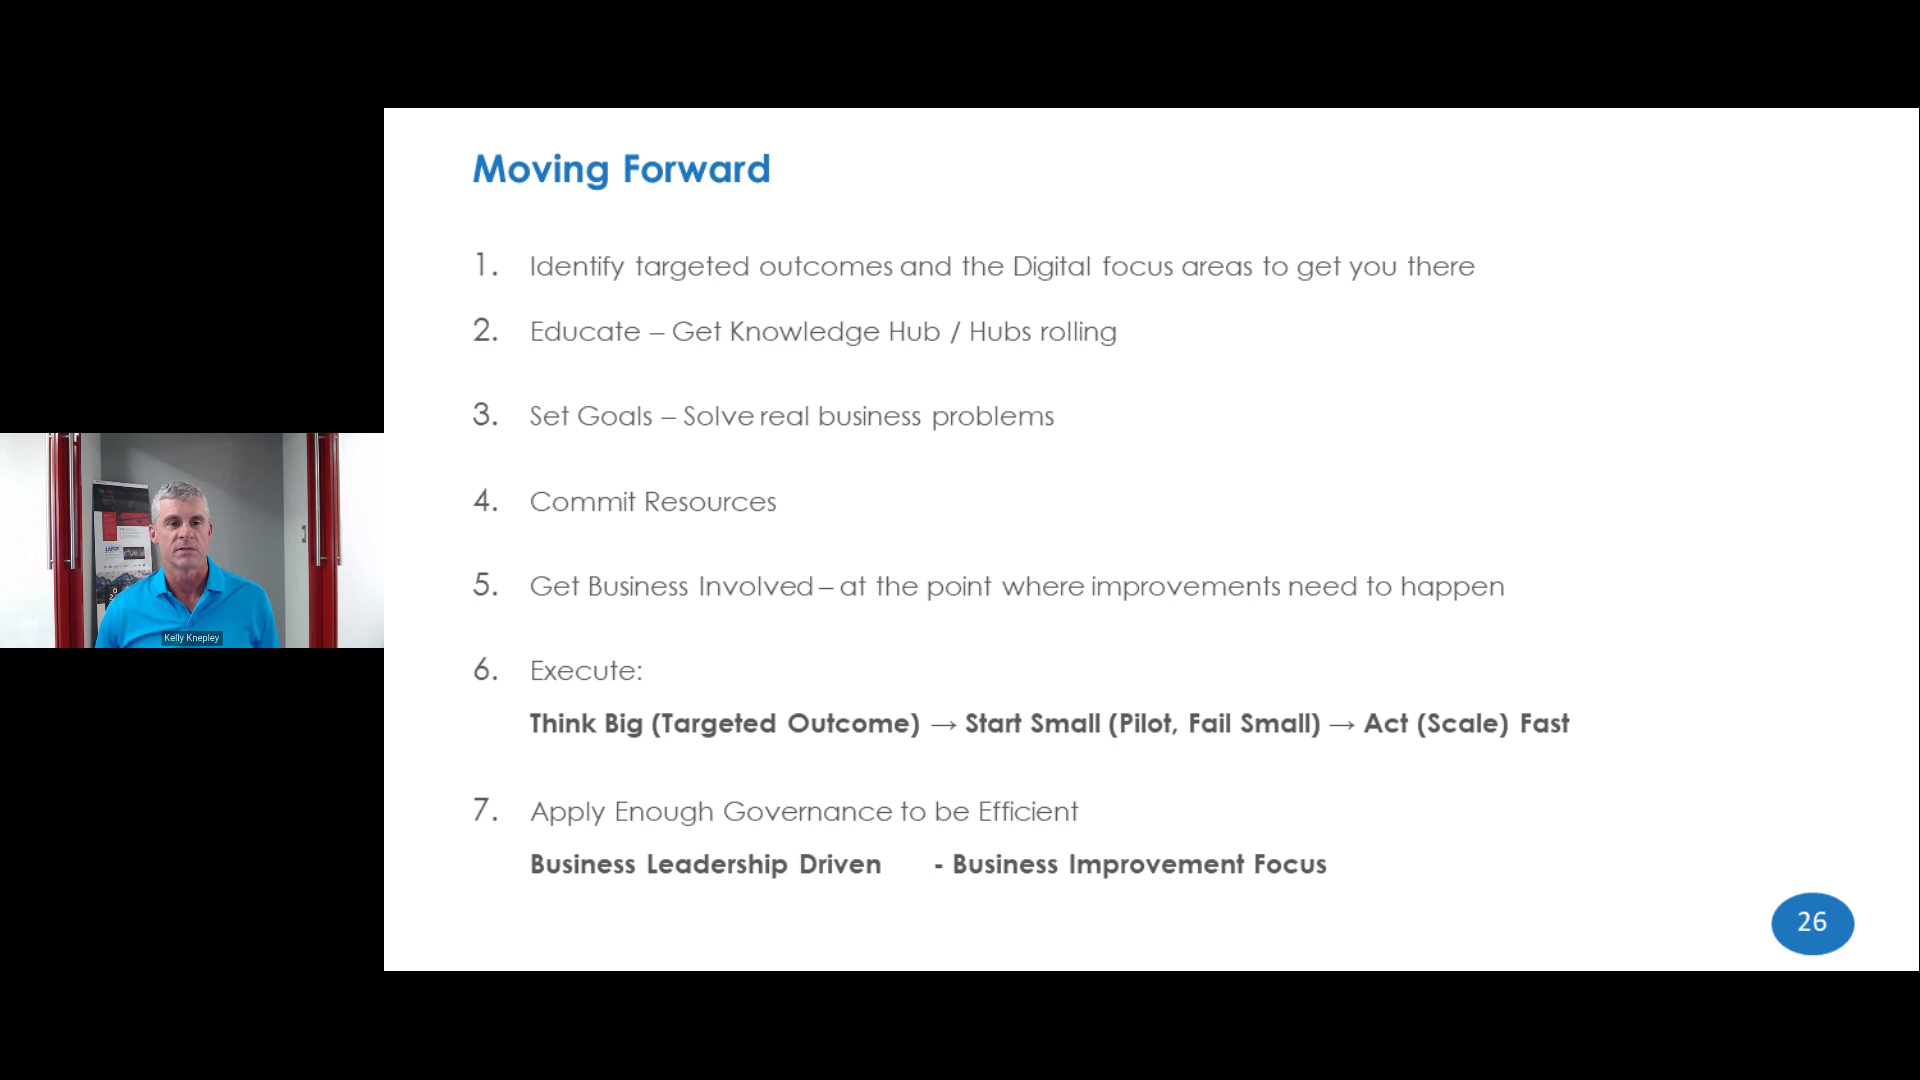 Moving Forward
1. Identify targeted outcomes and the Digital focus areas to get you there
2. Educate – Get Knowledge Hub / Hubs rolling
3. Set Goals – Solve real business problems
4. Commit Resources
5. Get Business Involved – at the point where improvements need to happen
6. Execute:
Think Big (Targeted Outcome) → Start Small (Pilot, Fail Small) → Act (Scale) Fast
7. Apply Enough Governance to be Efficient
Business Leadership Driven - Business Improvement Focus
26
Kelly Knepley